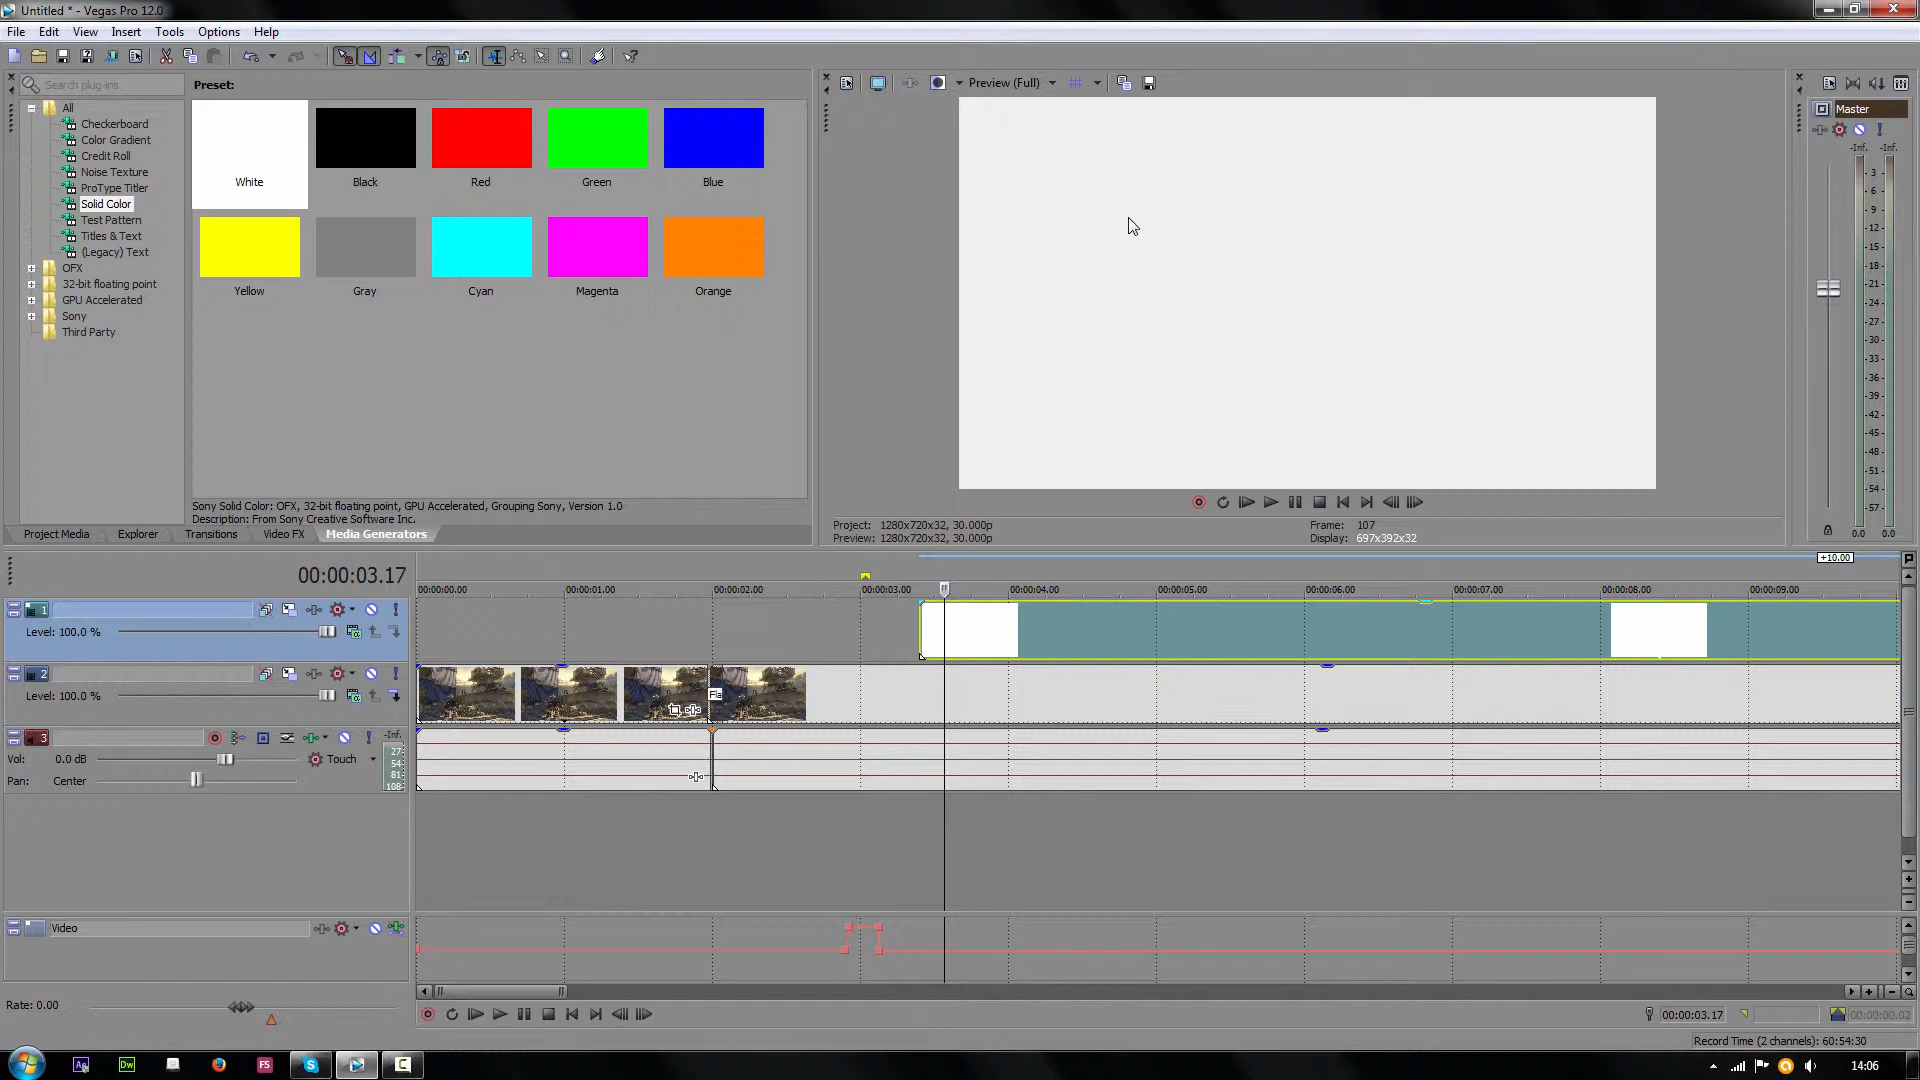 Untitled * - Vegas Pro 12.0
File Edit View Insert Tools Options Help
Search plug-ins
Preset:
Preview (Full)
Master
All
Checkerboard
Color Gradient
Credit Roll
Noise Texture
ProType Titler
Solid Color
Test Pattern
Titles & Text
(Legacy) Text
OFX
32-bit floating point
GPU Accelerated
Sony
Third Party
White Black Red Green Blue
Yellow Gray Cyan Magenta Orange
-Inf. -Inf.
- 3 -
- 6 -
- 9 -
-12-
-15-
-18-
-21-
-24-
-27-
-30-
-33-
-36-
-39-
-42-
-45-
-48-
-51-
-54-
-57-
0.0 0.0
Sony Solid Color: OFX, 32-bit floating point, GPU Accelerated, Grouping Sony, Version 1.0
Description: From Sony Creative Software Inc.
Project Media Explorer Transitions Video FX Media Generators
Project: 1280x720x32, 30.000p
Preview: 1280x720x32, 30.000p
Frame: 107
Display: 697x392x32
+10.00
00:00:03.17
00:00:00.00 00:00:01.00 00:00:02.00 00:00:03.00 00:00:04.00 00:00:05.00 00:00:06.00 00:00:07.00 00:00:08.00 00:00:09.00
1
Level: 100.0 %
2
Level: 100.0 %
Fla
3
-Inf.
Vol: 0.0 dB Touch
Pan: Center
27-
54-
81-
108-
Video
Rate: 0.00
00:00:03.17
00:00:00.02
Record Time (2 channels): 60:54:30
Ae Dw FS S C
14:06